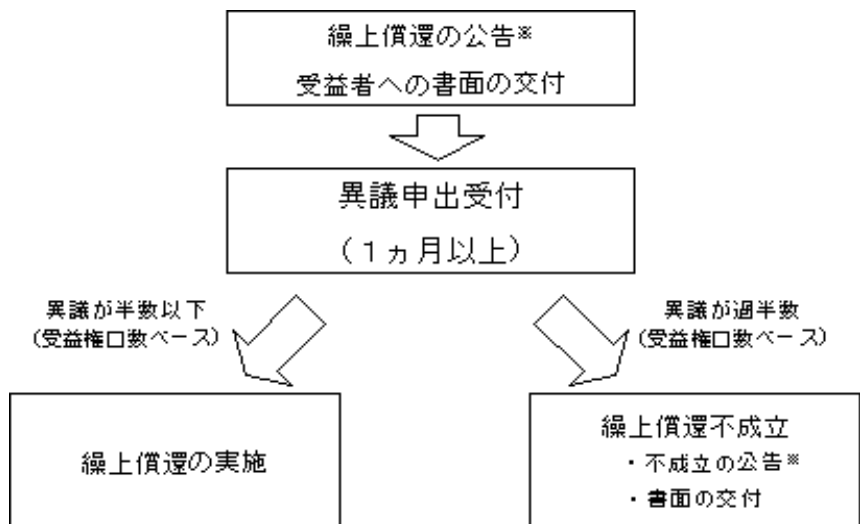 繰上償還の公告※
受益者への書面の交付
異議申出受付
（１ヵ月以上）
異議が半数以下
（受益権口数ベース）
異議が過半数
（受益権口数ベース）
繰上償還の実施
繰上償還不成立
・不成立の公告※
・書面の交付